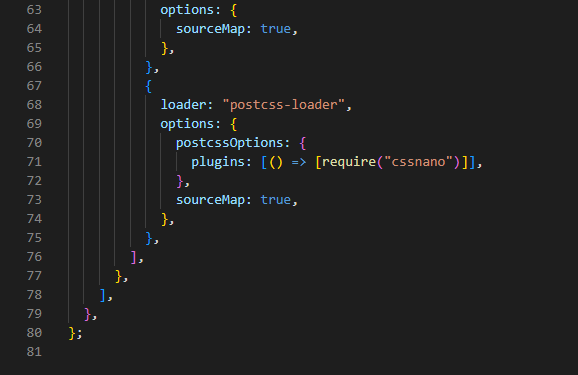 63 options: {
64 sourceMap: true,
65 },
66 },
67 {
68 loader: "postcss-loader",
69 options: {
70 postcssOptions: {
71 plugins: [() => [require("cssnano")]],
72 },
73 sourceMap: true,
74 },
75 },
76 ],
77 },
78 ],
79 },
80 };
81